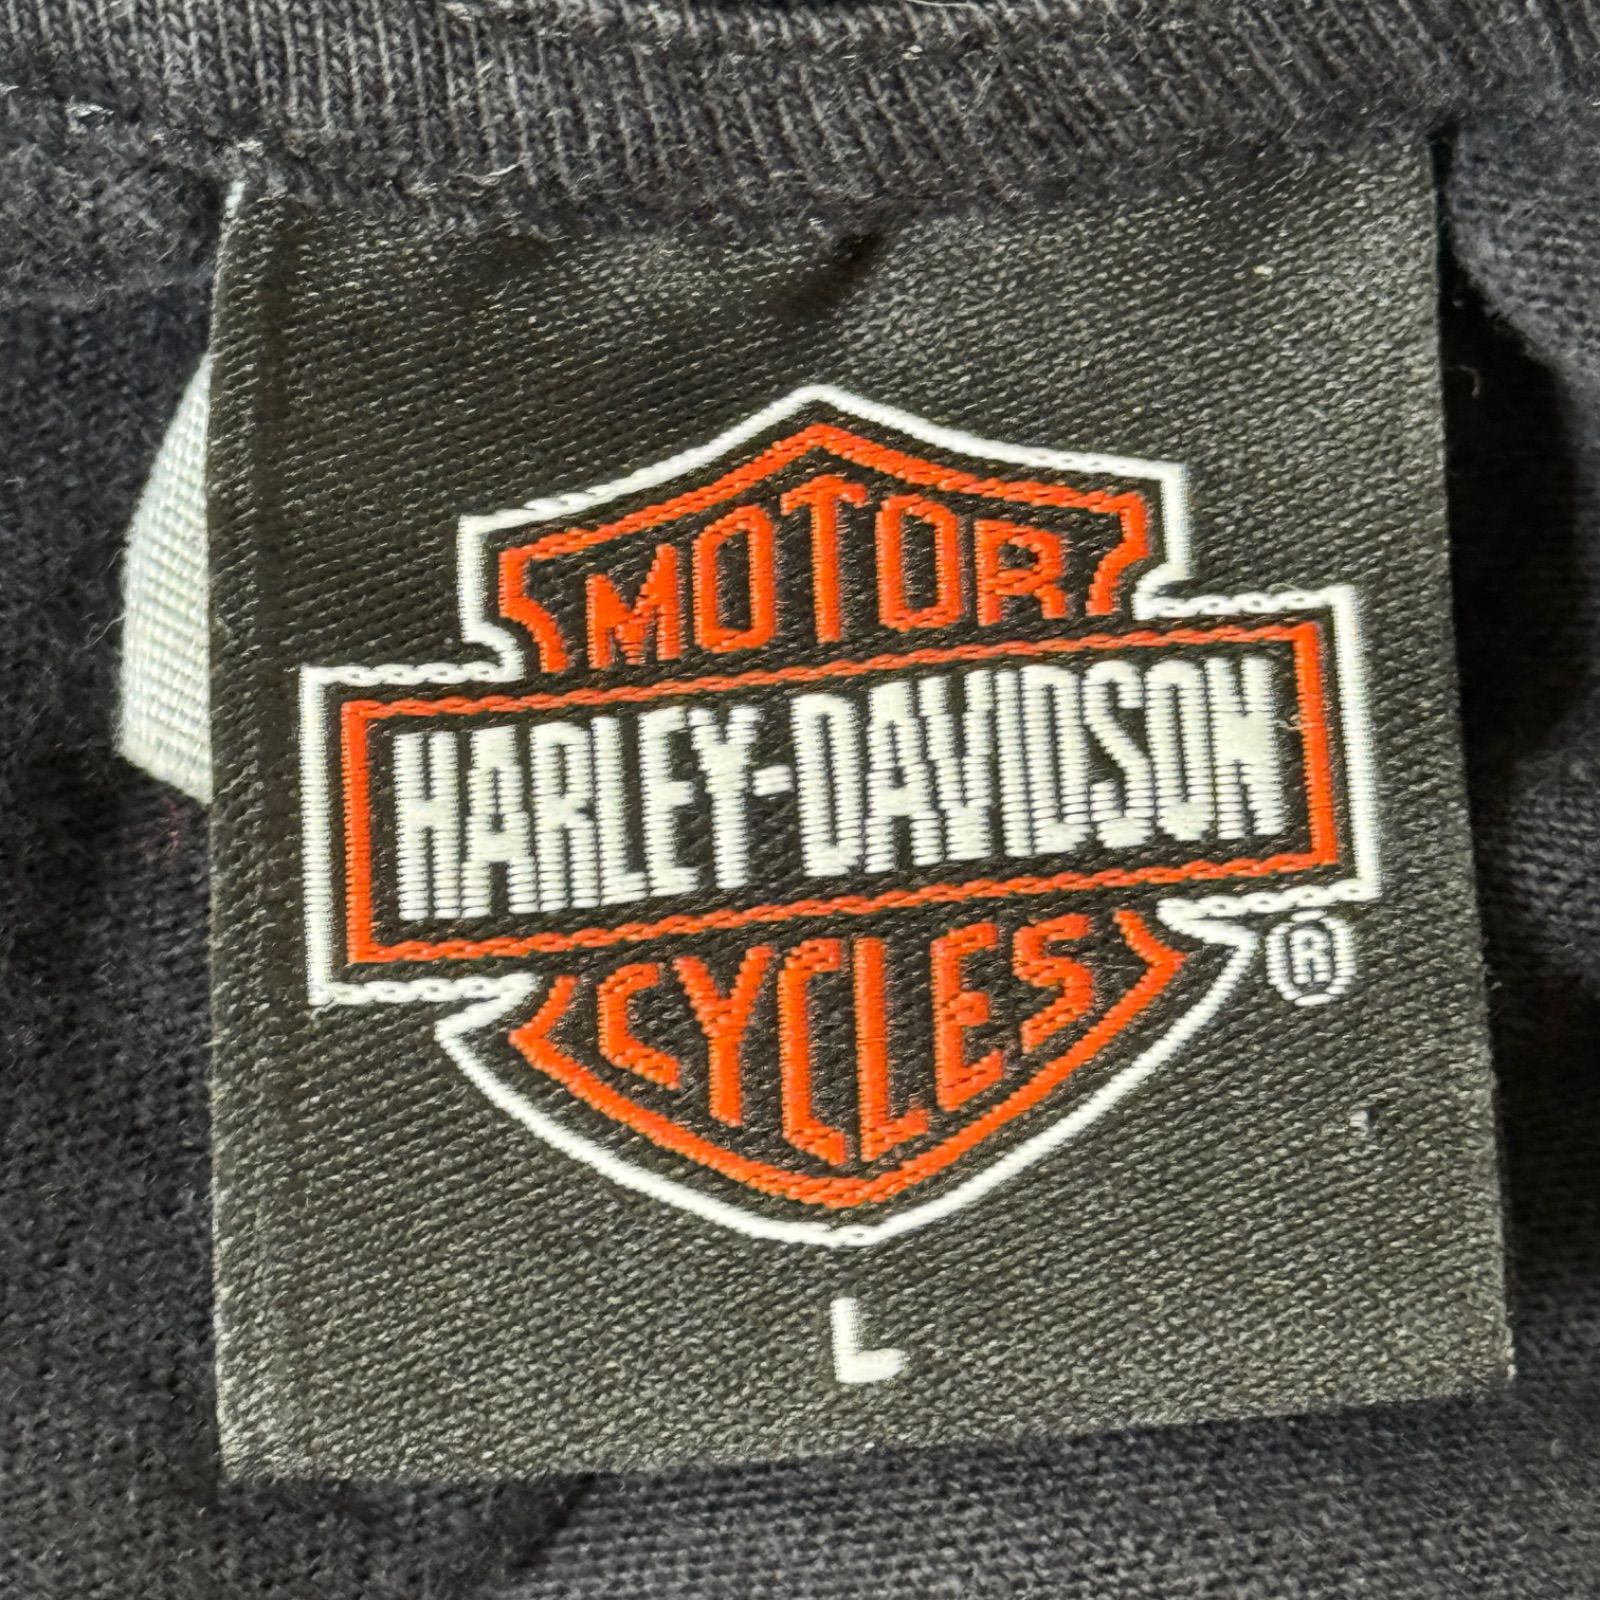 MOTOR
HARLEY-DAVIDSON
CYCLES
®
L